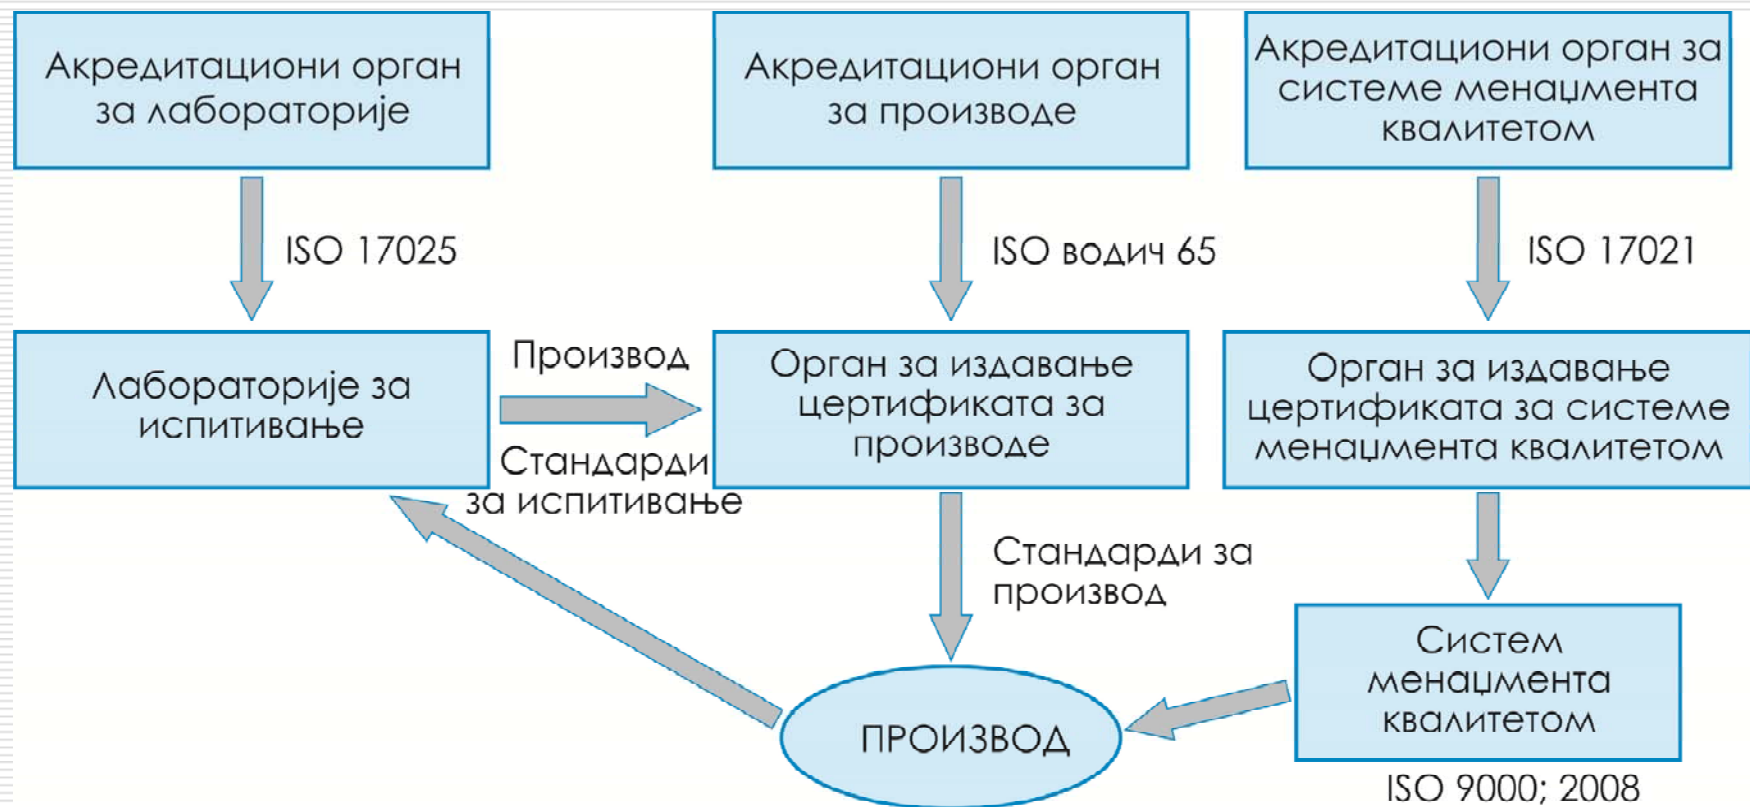 Акредитациони орган
за лабораторије
Акредитациони орган
за производе
Акредитациони орган за
системе менаџмента
квалитетом
ISO 17025
ISO водич 65
ISO 17021
Лабораторије за
испитивање
Производ
Стандарди
за испитивање
Орган за издавање
цертификата за
производе
Орган за издавање
цертификата за системе
менаџмента квалитетом
Стандарди за
производ
ПРОИЗВОД
Систем
менаџмента
квалитетом
ISO 9000; 2008